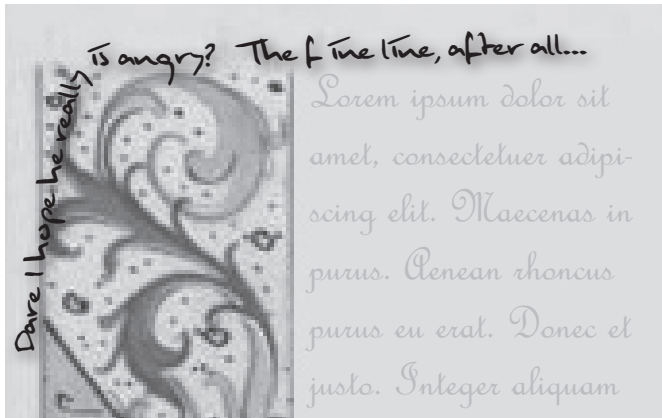 Dare I hope he really is angry? The fine line, after all...
Lorem ipsum dolor sit
amet, consectetuer adipi-
scing elit. Maecenas in
purus. Aenean rhoncus
purus eu erat. Donec et
justo. Integer aliquam